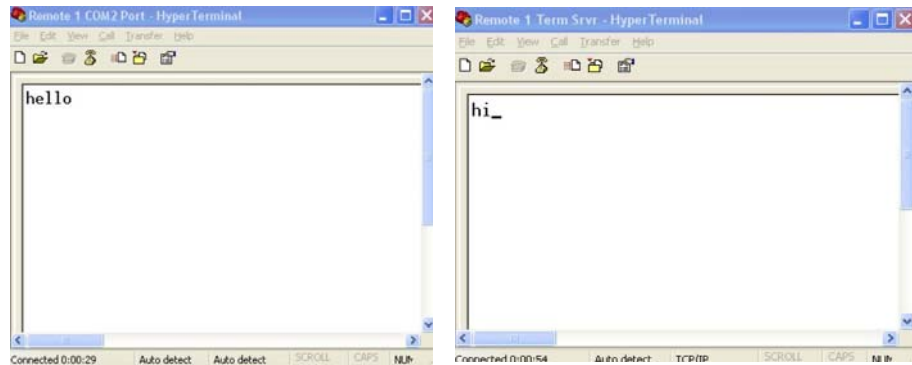 Remote 1 COM2 Port - HyperTerminal
File Edit View Call Transfer Help
hello
Connected 0:00:29 Auto detect Auto detect SCROLL CAPS NUM
Remote 1 Term Srvr - HyperTerminal
File Edit View Call Transfer Help
hi_
Connected 0:00:54 Auto detect TCP/IP SCROLL CAPS NUM